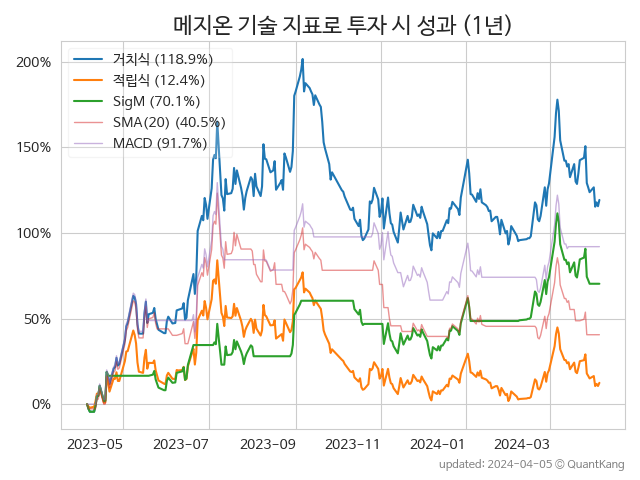 메지온 기술 지표로 투자 시 성과 (1년)
거치식 (118.9%)
적립식 (12.4%)
SigM (70.1%)
SMA(20) (40.5%)
MACD (91.7%)
200%
150%
100%
50%
0%
2023-05 2023-07 2023-09 2023-11 2024-01 2024-03
updated: 2024-04-05 ⓒ QuantKang